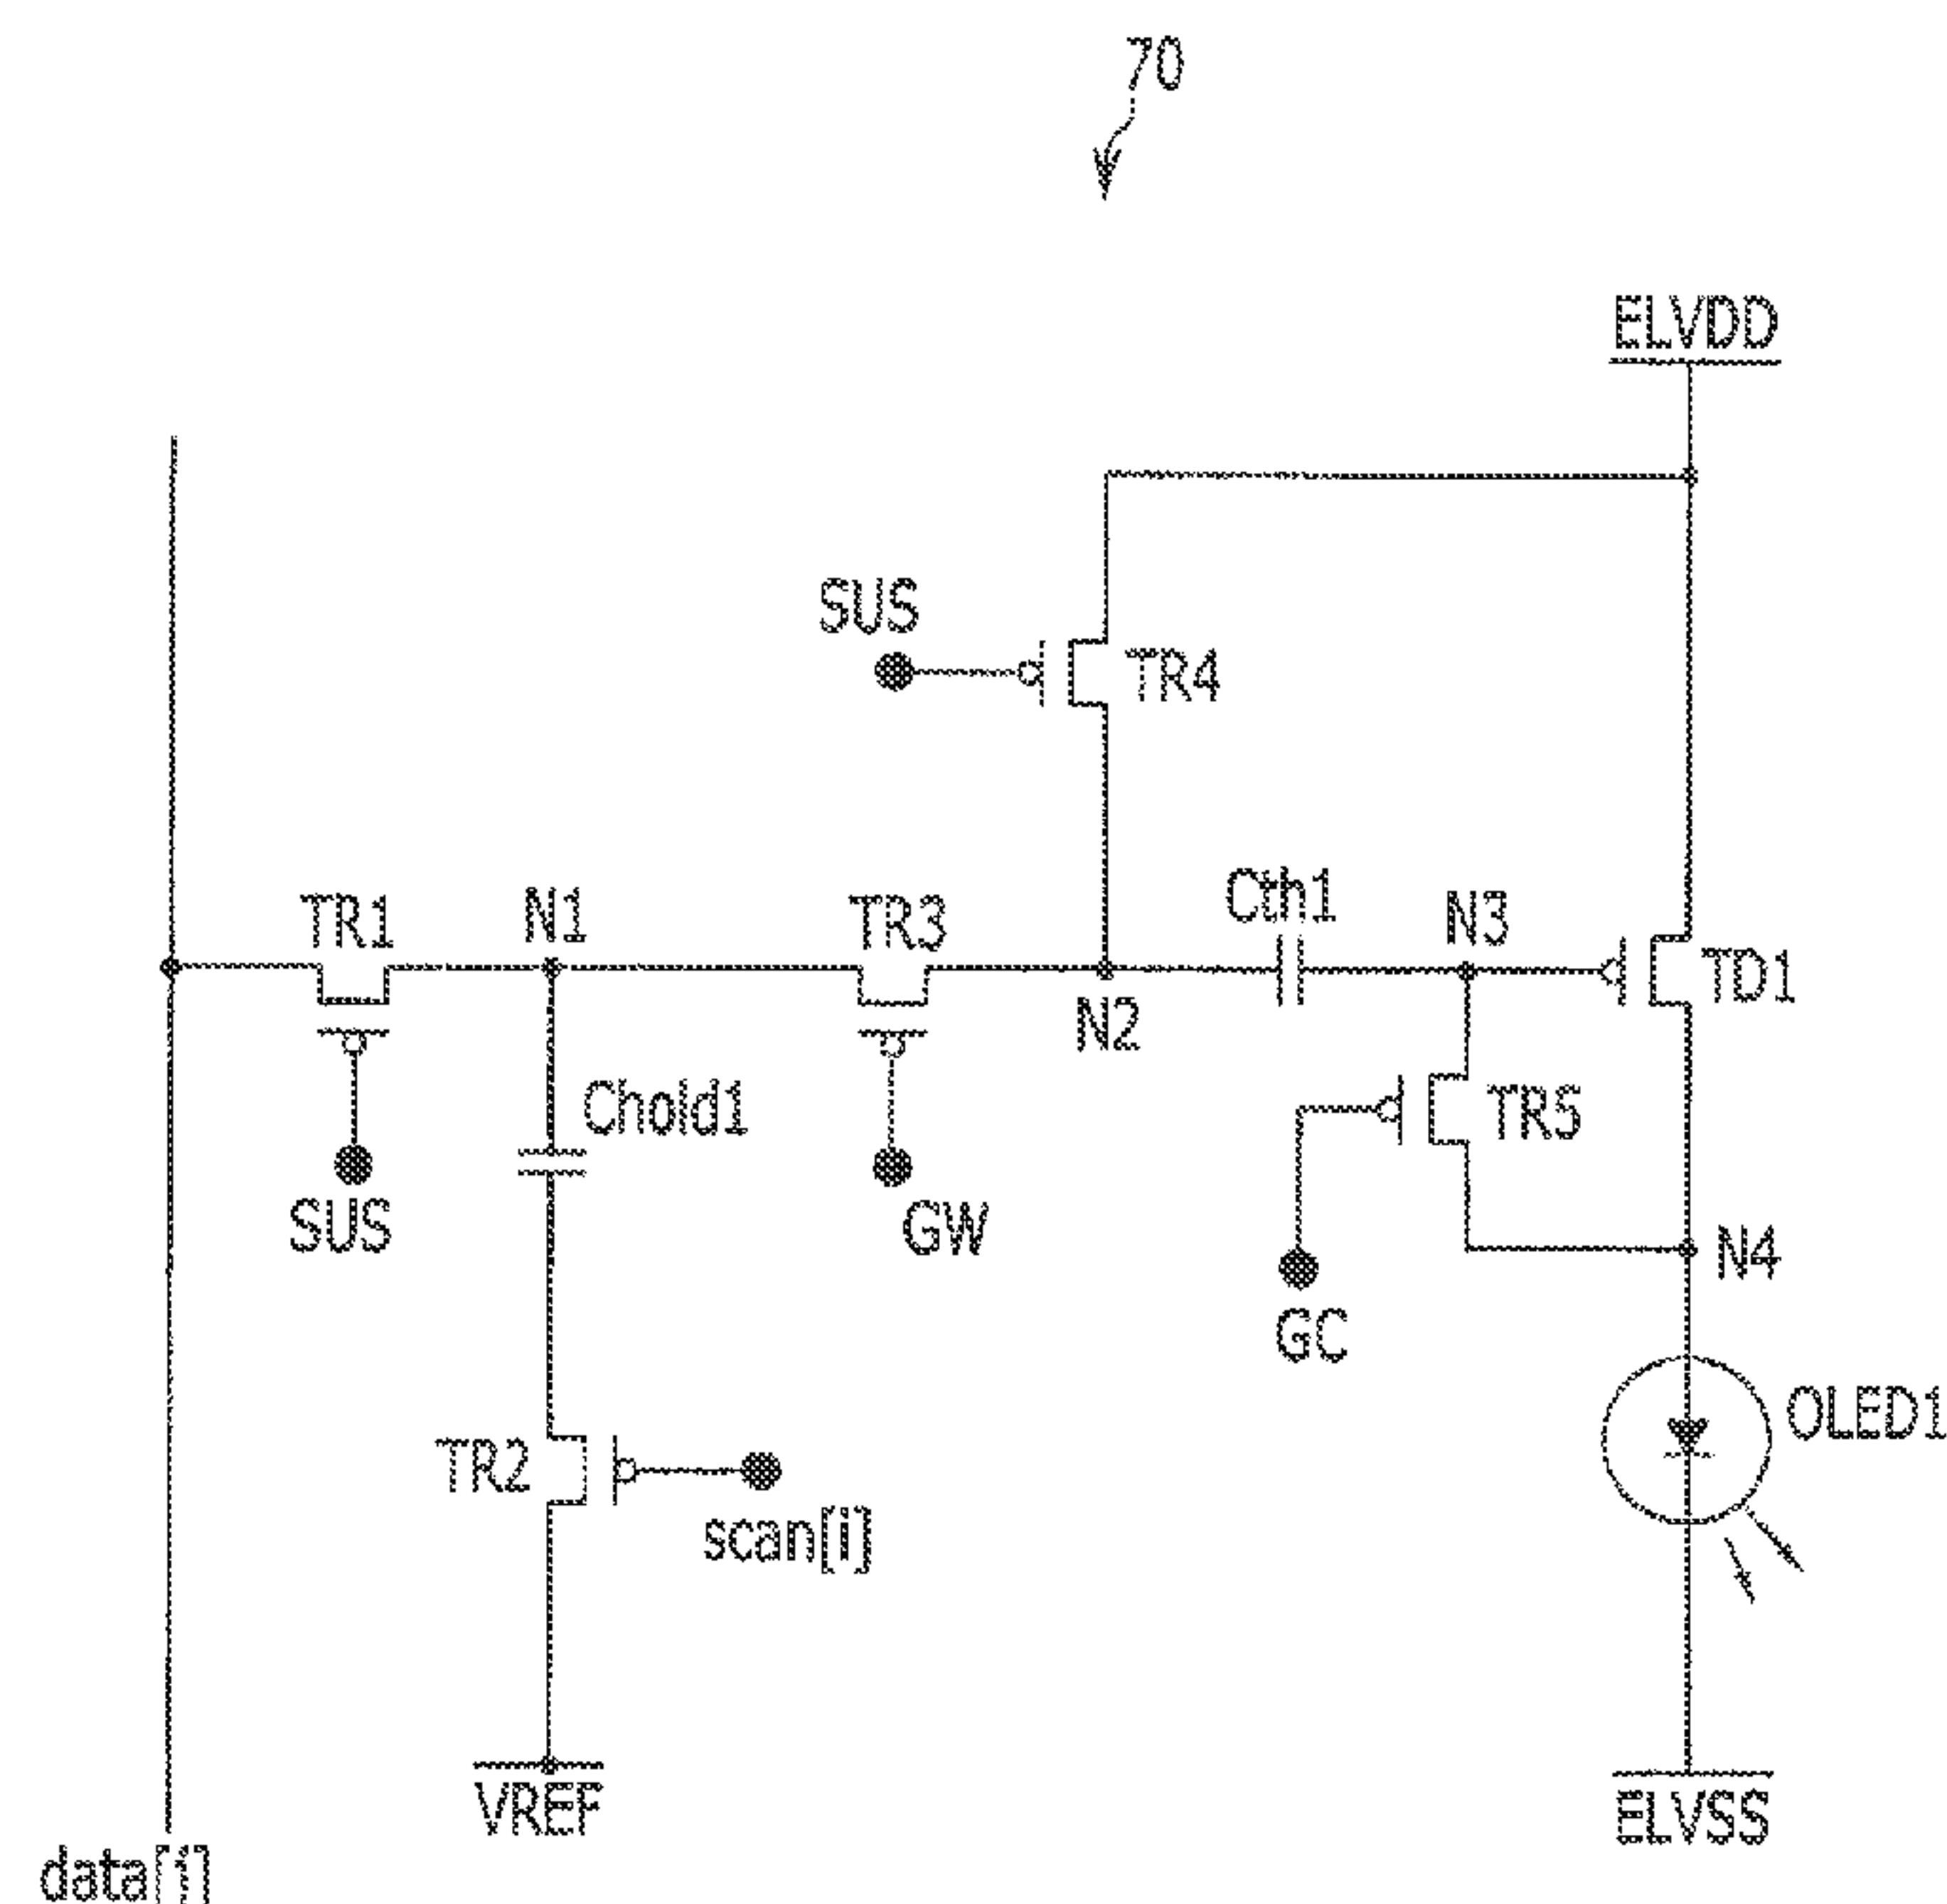 70
ELVDD
SUS
TR4
TR1
N1
TR3
Cth1
N3
TD1
N2
Chold1
TR5
SUS
GW
N4
GC
OLED1
TR2
scan[i]
VREF
ELVSS
data[j]